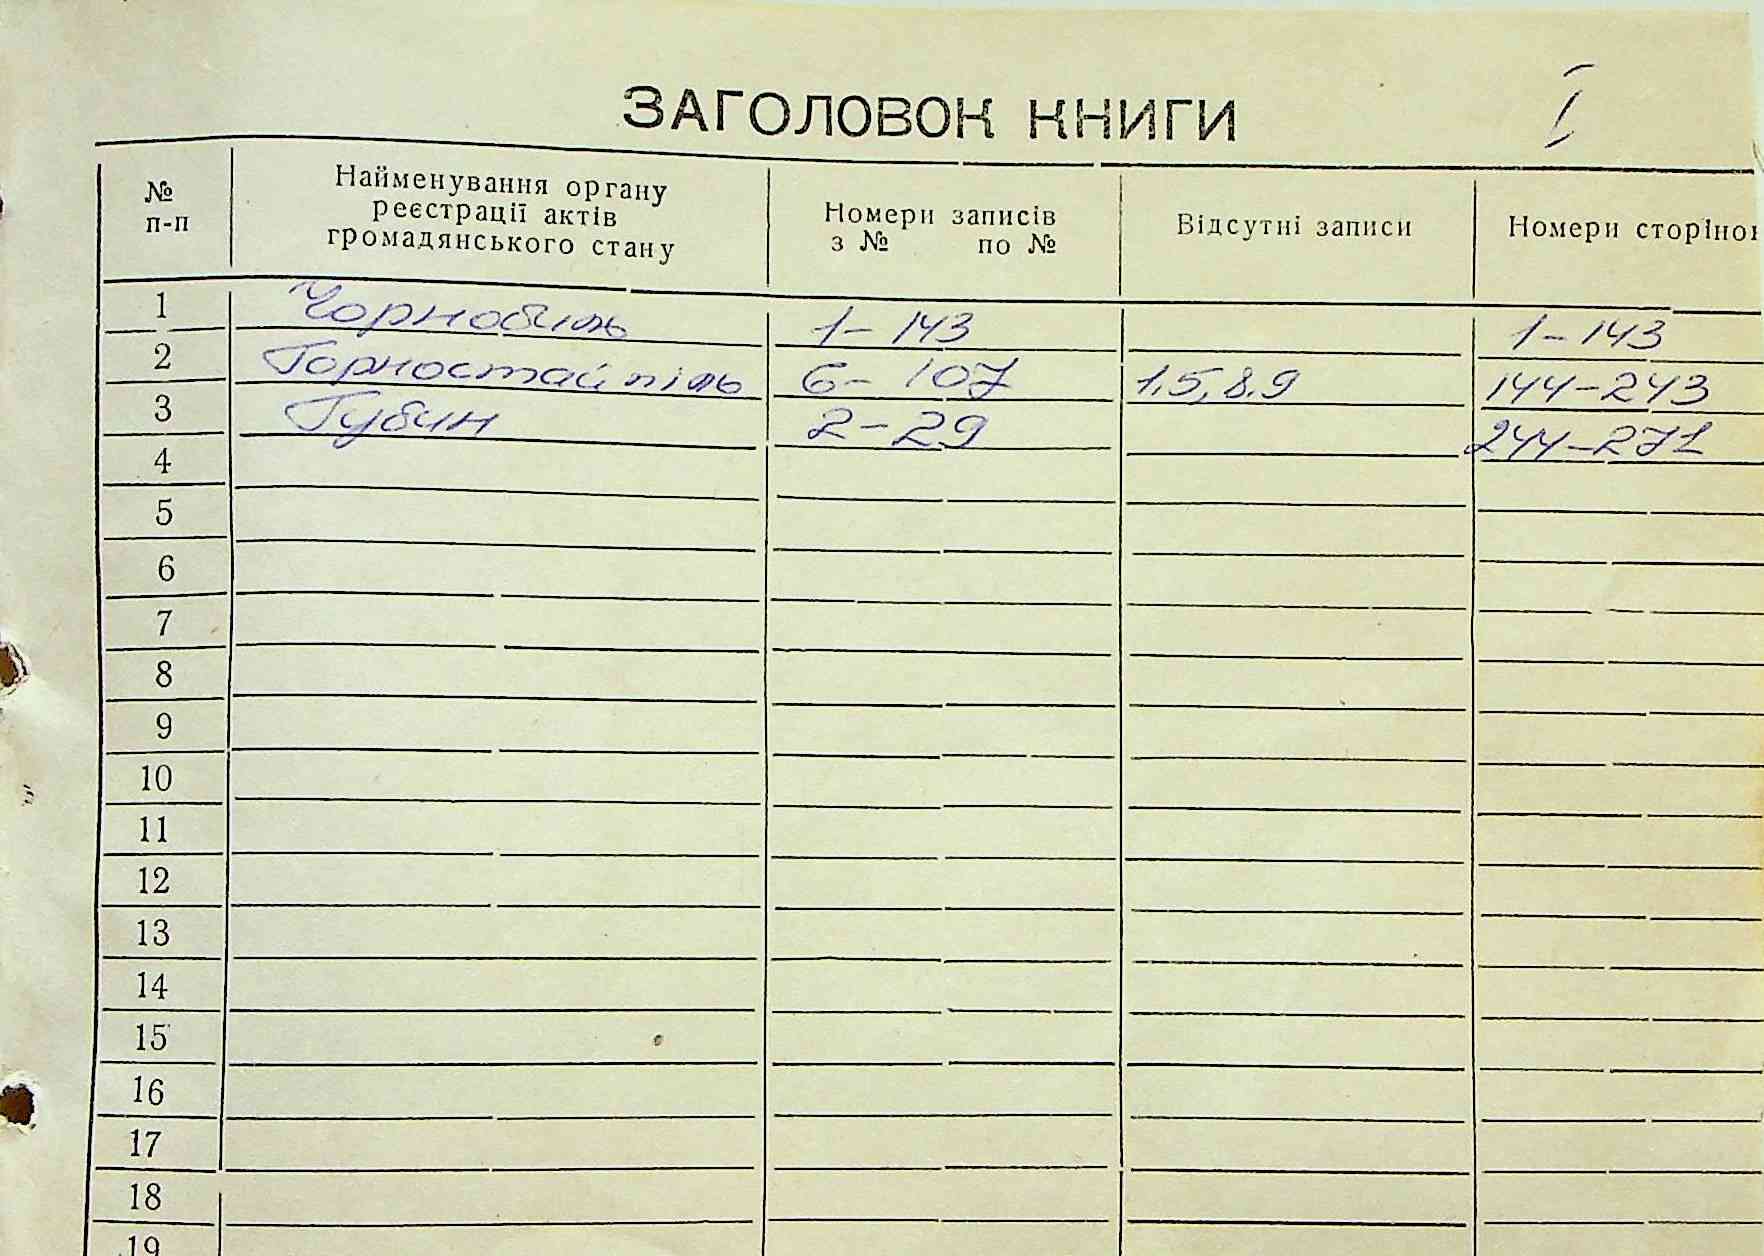 ЗАГОЛОВОК КНИГИ
№
п-п
Найменування органу
реєстрації актів
громадянського стану
Номери записів
з № по №
Відсутні записи
Номери сторінок
1 Чорнобиль 1-143 1-143
2 Горностайпіль 6-107 1.5, 8.9 144-243
3 Губин 2-29 244-271
4
5
6
7
8
9
10
11
12
13
14
15
16
17
18
19